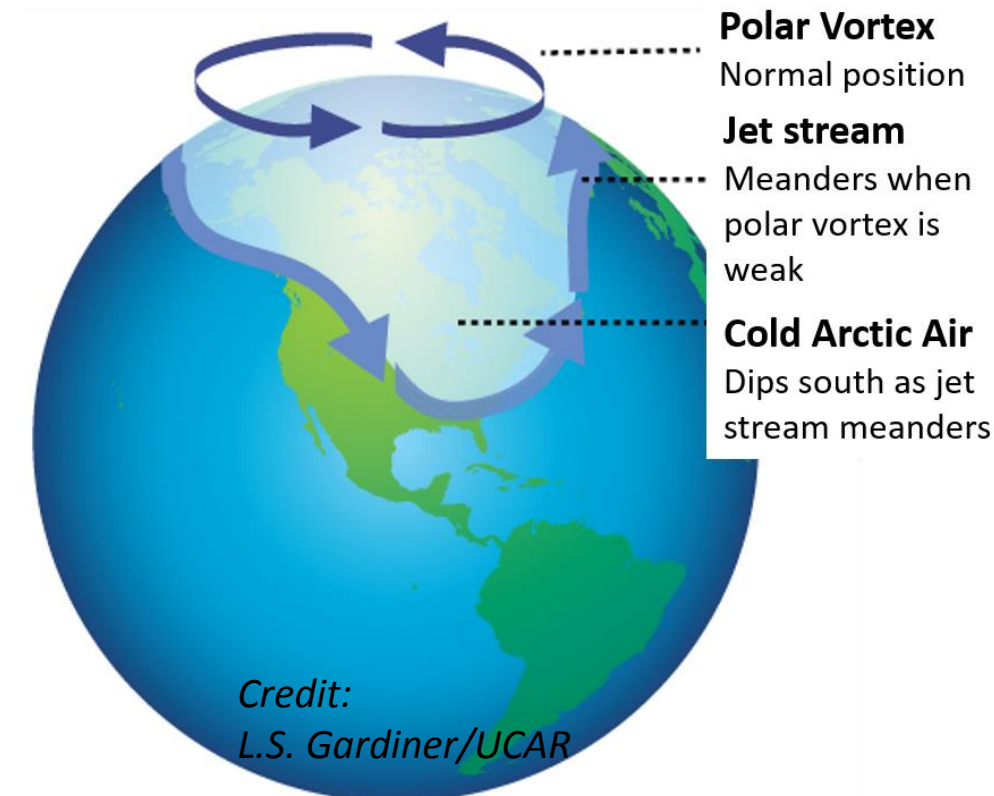 Polar Vortex
Normal position
Jet stream
Meanders when
polar vortex is
weak
Cold Arctic Air
Dips south as jet
stream meanders
Credit:
L.S. Gardiner/UCAR